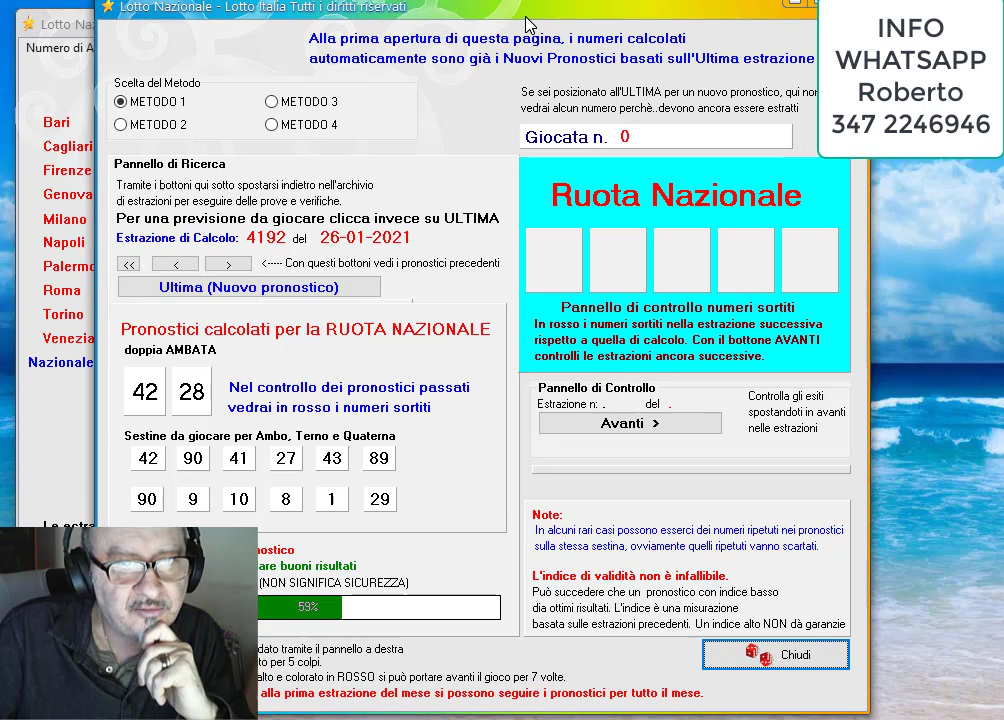 Lotto Nazionale - Lotto Italia Tutti i diritti riservati
Lotto Naz
Numero di A
Bari
Cagliari
Firenze
Genova
Milano
Napoli
Palermo
Roma
Torino
Venezia
Nazionale
Alla prima apertura di questa pagina, i numeri calcolati
automaticamente sono già i Nuovi Pronostici basati sull'Ultima estrazione
Scelta del Metodo
METODO 1
METODO 3
METODO 2
METODO 4
Se sei posizionato all'ULTIMA per un nuovo pronostico, qui non
vedrai alcun numero perchè..devono ancora essere estratti
Giocata n. 0
INFO
WHATSAPP
Roberto
347 2246946
Pannello di Ricerca
Tramite i bottoni qui sotto spostarsi indietro nell'archivio
di estrazioni per eseguire delle prove e verifiche.
Per una previsione da giocare clicca invece su ULTIMA
Estrazione di Calcolo: 4192 del 26-01-2021
<< < > <---- Con questi bottoni vedi i pronostici precedenti
Ultima (Nuovo pronostico)
Pronostici calcolati per la RUOTA NAZIONALE
doppia AMBATA
42 28
Nel controllo dei pronostici passati
vedrai in rosso i numeri sortiti
Sestine da giocare per Ambo, Terno e Quaterna
42 90 41 27 43 89
90 9 10 8 1 29
nostico
are buoni risultati
(NON SIGNIFICA SICUREZZA)
59%
dato tramite il pannello a destra
to per 5 colpi.
alto e colorato in ROSSO si può portare avanti il gioco per 7 volte.
alla prima estrazione del mese si possono seguire i pronostici per tutto il mese.
Ruota Nazionale
Pannello di controllo numeri sortiti
In rosso i numeri sortiti nella estrazione successiva
rispetto a quella di calcolo. Con il bottone AVANTI
controlli le estrazioni ancora successive.
Pannello di Controllo
Estrazione n: . del .
Avanti >
Controlla gli esiti
spostandoti in avanti
nelle estrazioni
Note:
In alcuni rari casi possono esserci dei numeri ripetuti nei pronostici
sulla stessa sestina, ovviamente quelli ripetuti vanno scartati.
L'indice di validità non è infallibile.
Può succedere che un pronostico con indice basso
dia ottimi risultati. L'indice è una misurazione
basata sulle estrazioni precedenti. Un indice alto NON dà garanzie
Chiudi